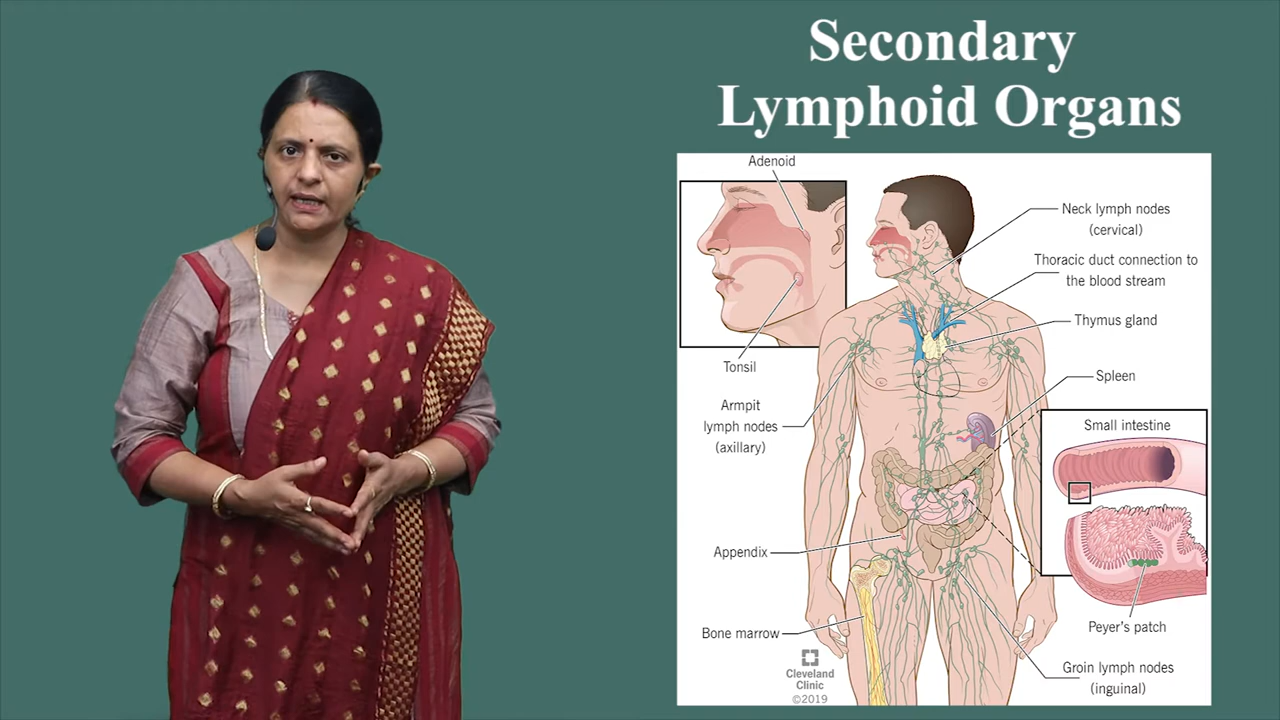 Secondary
Lymphoid Organs
Adenoid
Tonsil
Neck lymph nodes
(cervical)
Thoracic duct connection to
the blood stream
Thymus gland
Spleen
Armpit
lymph nodes
(axillary)
Small intestine
Appendix
Bone marrow
Peyer's patch
Groin lymph nodes
(inguinal)
Cleveland
Clinic
©2019